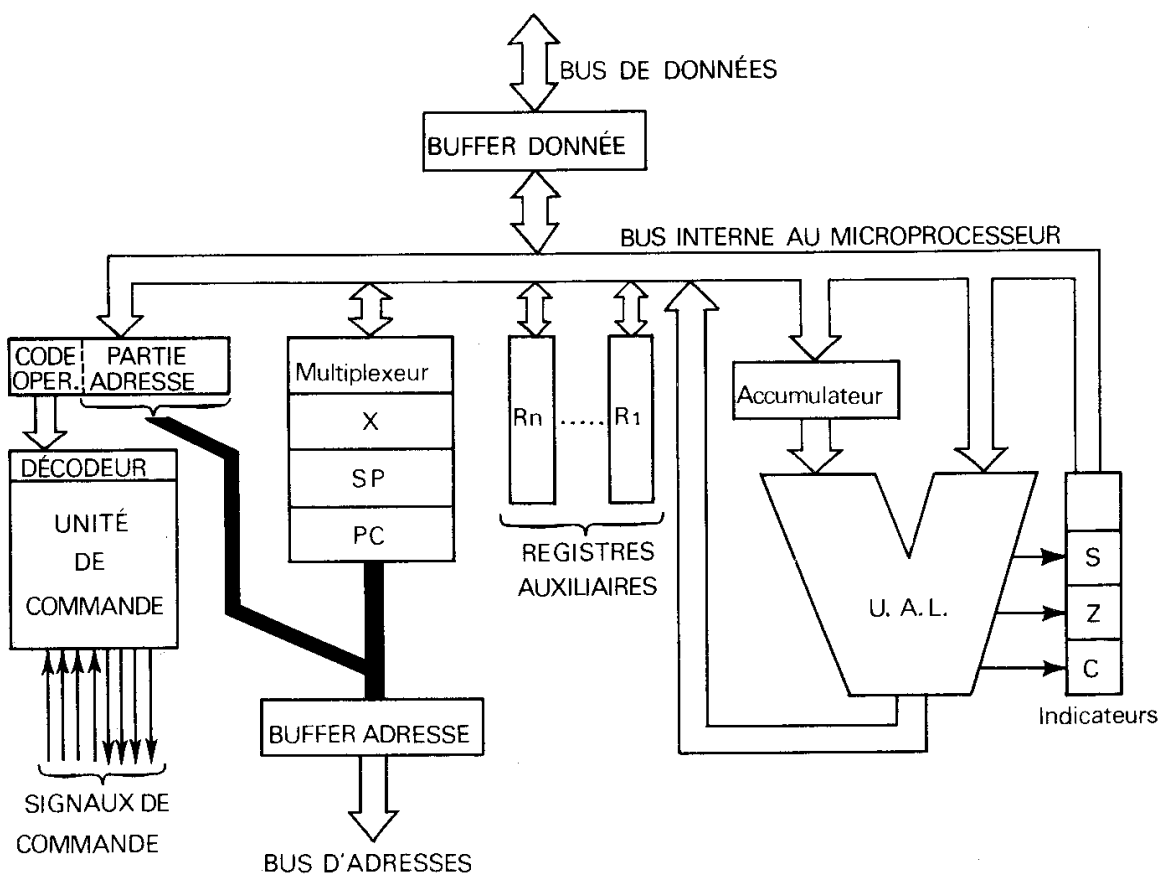 BUS DE DONNÉES
BUFFER DONNÉE
BUS INTERNE AU MICROPROCESSEUR
CODE OPER.
PARTIE ADRESSE
Multiplexeur
X
SP
PC
Rn ..... R1
REGISTRES
AUXILIAIRES
Accumulateur
DÉCODEUR
UNITÉ
DE
COMMANDE
U. A. L.
S
Z
C
Indicateurs
BUFFER ADRESSE
SIGNAUX DE
COMMANDE
BUS D'ADRESSES